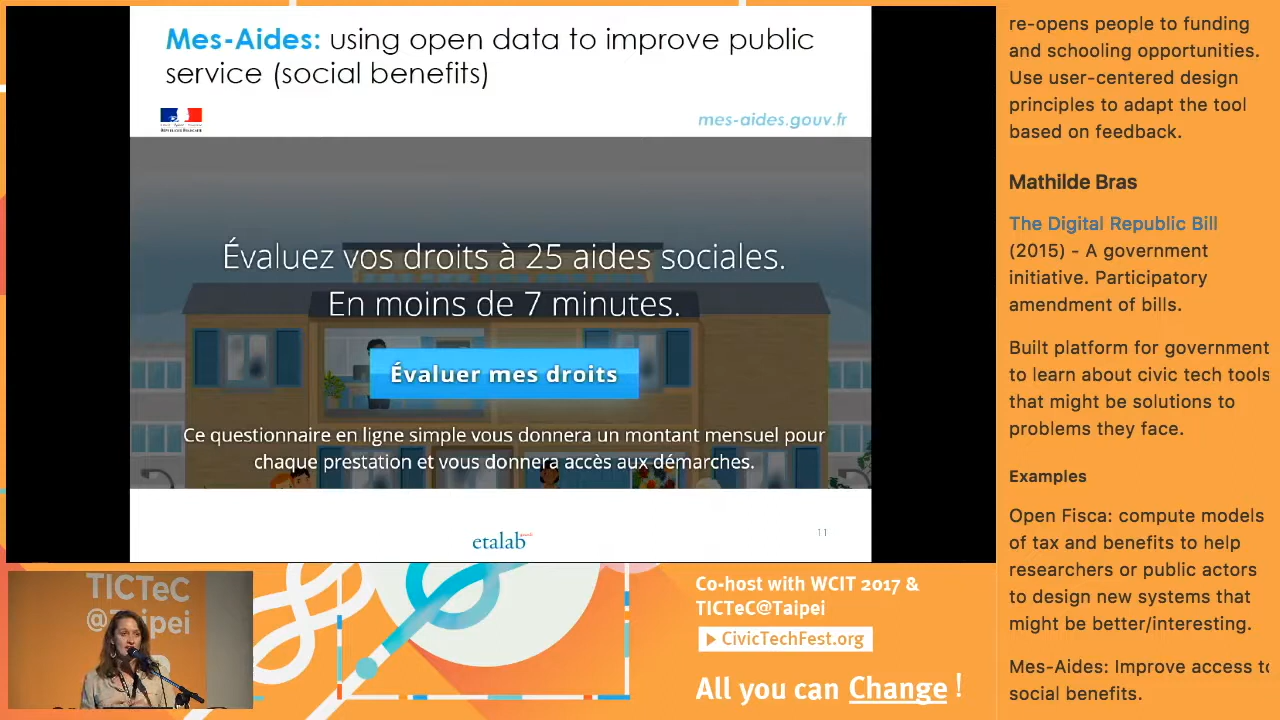 Mes-Aides: using open data to improve public
service (social benefits)
mes-aides.gouv.fr
Évaluez vos droits à 25 aides sociales.
En moins de 7 minutes.
Évaluer mes droits
Ce questionnaire en ligne simple vous donnera un montant mensuel pour
chaque prestation et vous donnera accès aux démarches.
etalab
11
TICTeC
@Taipei
Co-host with WCIT 2017 &
TICTeC@Taipei
CivicTechFest.org
All you can Change !
re-opens people to funding
and schooling opportunities.
Use user-centered design
principles to adapt the tool
based on feedback.
Mathilde Bras
The Digital Republic Bill
(2015) - A government
initiative. Participatory
amendment of bills.
Built platform for government
to learn about civic tech tools
that might be solutions to
problems they face.
Examples
Open Fisca: compute models
of tax and benefits to help
researchers or public actors
to design new systems that
might be better/interesting.
Mes-Aides: Improve access to
social benefits.